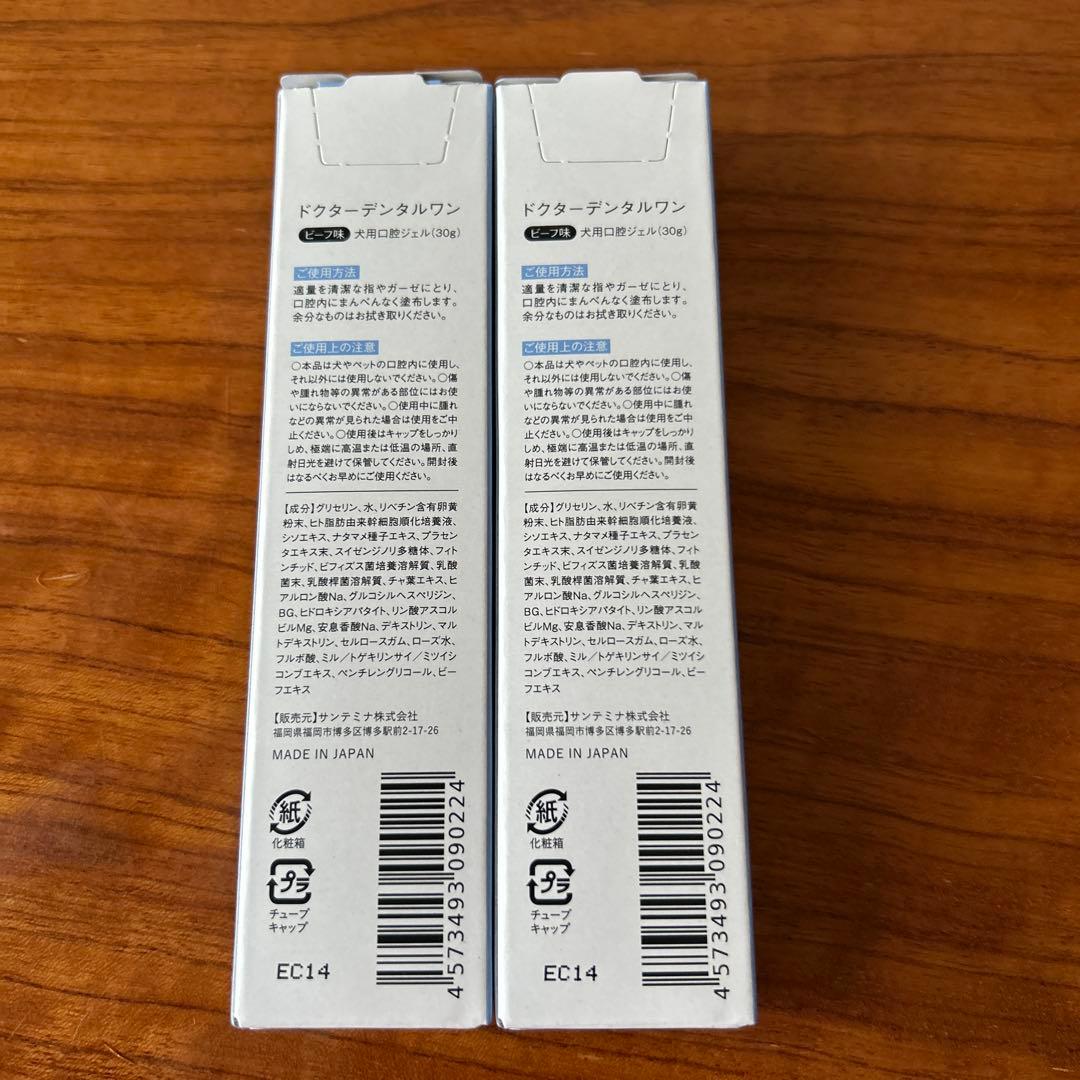 ドクターデンタルワン
ビーフ味 犬用口腔ジェル(30g)
ご使用方法
適量を清潔な指やガーゼにとり、
口腔内にまんべんなく塗布します。
余分なものはお拭き取りください。
ご使用上の注意
○本品は犬やペットの口腔内に使用し、
それ以外には使用しないでください。○傷
や腫れ物等の異常がある部位にはお使
いにならないでください。○使用中に腫れ
などの異常が見られた場合は使用をご中
止ください。○使用後はキャップをしっかり
しめ、極端に高温または低温の場所、直
射日光を避けて保管してください。開封後
はなるべくお早めにご使用ください。
【成分】グリセリン、水、リベチン含有卵黄
粉末、ヒト脂肪由来幹細胞順化培養液、
シソエキス、ナタマメ種子エキス、プラセン
タエキス末、スイゼンジノリ多糖体、フィト
ンチッド、ビフィズス菌培養溶解質、乳酸
菌末、乳酸桿菌溶解質、チャ葉エキス、ヒ
アルロン酸Na、グルコシルヘスペリジン、
BG、ヒドロキシアパタイト、リン酸アスコル
ビルMg、安息香酸Na、デキストリン、マル
トデキストリン、セルロースガム、ローズ水、
フルボ酸、ミル／トゲキリンサイ／ミツイシ
コンブエキス、ペンチレングリコール、ビー
フエキス
【販売元】サンテミナ株式会社
福岡県福岡市博多区博多駅前2-17-26
MADE IN JAPAN
紙
化粧箱
プラ
チューブ
キャップ
EC14
4573493090224
ドクターデンタルワン
ビーフ味 犬用口腔ジェル(30g)
ご使用方法
適量を清潔な指やガーゼにとり、
口腔内にまんべんなく塗布します。
余分なものはお拭き取りください。
ご使用上の注意
○本品は犬やペットの口腔内に使用し、
それ以外には使用しないでください。○傷
や腫れ物等の異常がある部位にはお使
いにならないでください。○使用中に腫れ
などの異常が見られた場合は使用をご中
止ください。○使用後はキャップをしっかり
しめ、極端に高温または低温の場所、直
射日光を避けて保管してください。開封後
はなるべくお早めにご使用ください。
【成分】グリセリン、水、リベチン含有卵黄
粉末、ヒト脂肪由来幹細胞順化培養液、
シソエキス、ナタマメ種子エキス、プラセン
タエキス末、スイゼンジノリ多糖体、フィト
ンチッド、ビフィズス菌培養溶解質、乳酸
菌末、乳酸桿菌溶解質、チャ葉エキス、ヒ
アルロン酸Na、グルコシルヘスペリジン、
BG、ヒドロキシアパタイト、リン酸アスコル
ビルMg、安息香酸Na、デキストリン、マル
トデキストリン、セルロースガム、ローズ水、
フルボ酸、ミル／トゲキリンサイ／ミツイシ
コンブエキス、ペンチレングリコール、ビー
フエキス
【販売元】サンテミナ株式会社
福岡県福岡市博多区博多駅前2-17-26
MADE IN JAPAN
紙
化粧箱
プラ
チューブ
キャップ
EC14
4573493090224